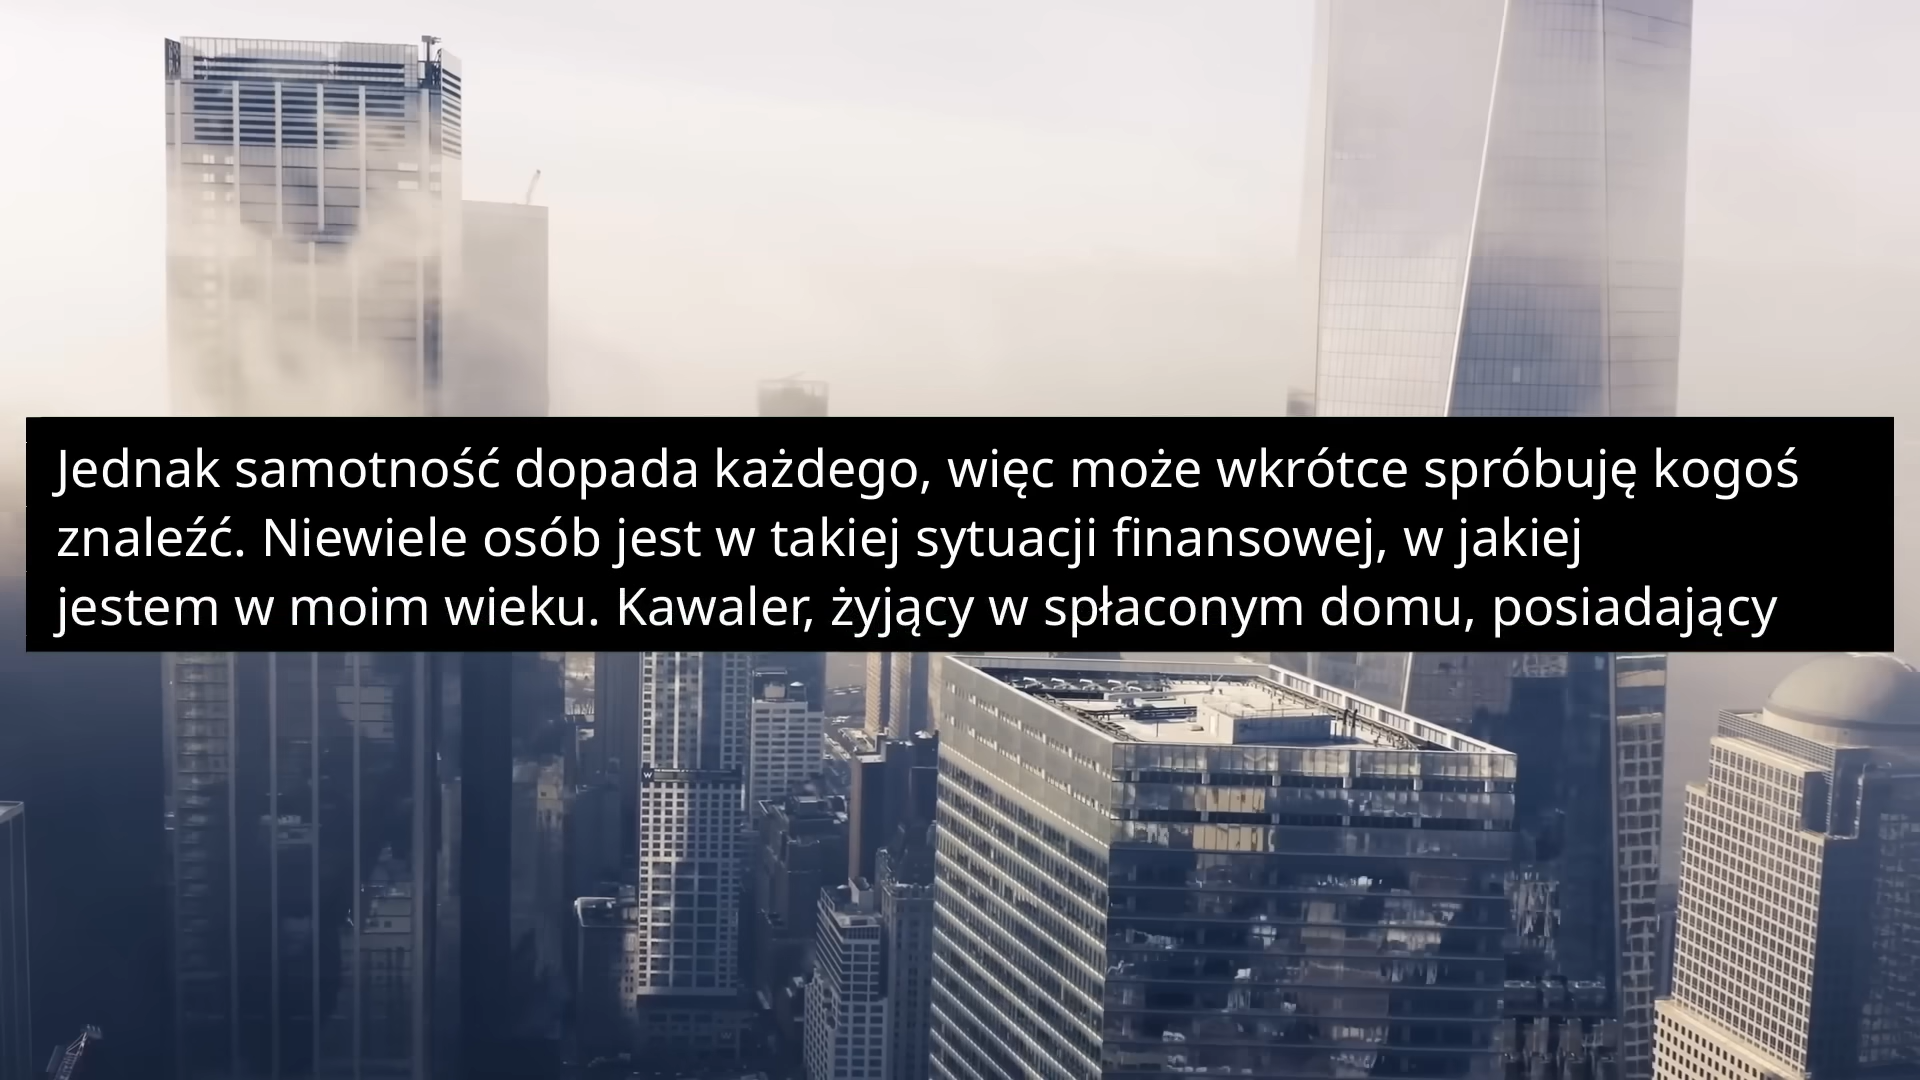 Jednak samotność dopada każdego, więc może wkrótce spróbuję kogoś
znaleźć. Niewiele osób jest w takiej sytuacji finansowej, w jakiej
jestem w moim wieku. Kawaler, żyjący w spłaconym domu, posiadający